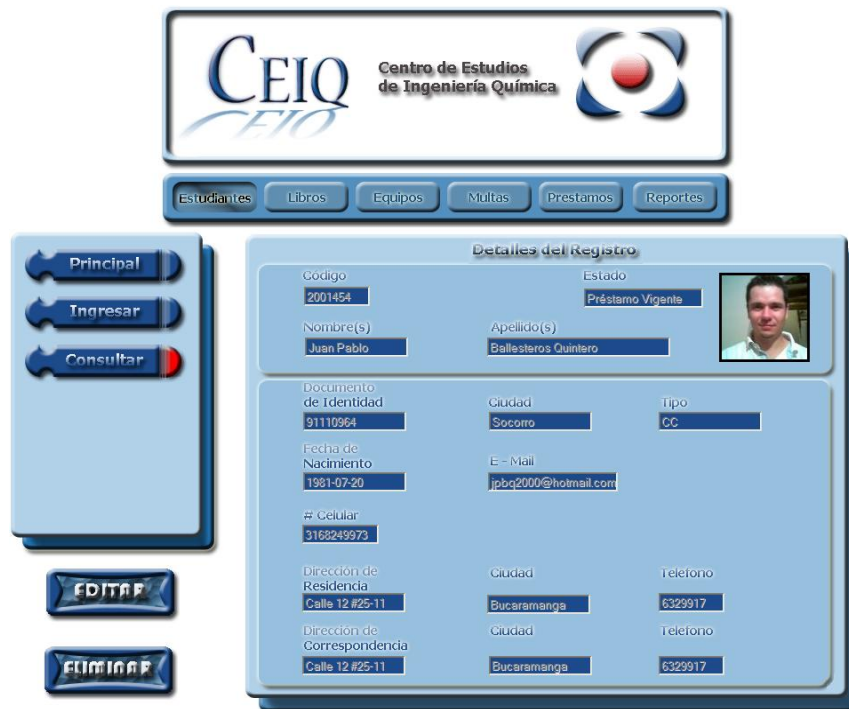 CEIQ
Centro de Estudios
de Ingeniería Química
Estudiantes Libros Equipos Multas Prestamos Reportes
Principal
Ingresar
Consultar
EDITAR
ELIMINAR
Detalles del Registro
Código Estado
2001454 Préstamo Vigente
Nombre(s) Apellido(s)
Juan Pablo Ballesteros Quintero
Documento
de Identidad Ciudad Tipo
91110964 Socorro CC
Fecha de
Nacimiento E - Mail
1981-07-20 jpbq2000@hotmail.com
# Celular
3168249973
Dirección de
Residencia Ciudad Telefono
Calle 12 #25-11 Bucaramanga 6329917
Dirección de
Correspondencia Ciudad Telefono
Calle 12 #25-11 Bucaramanga 6329917